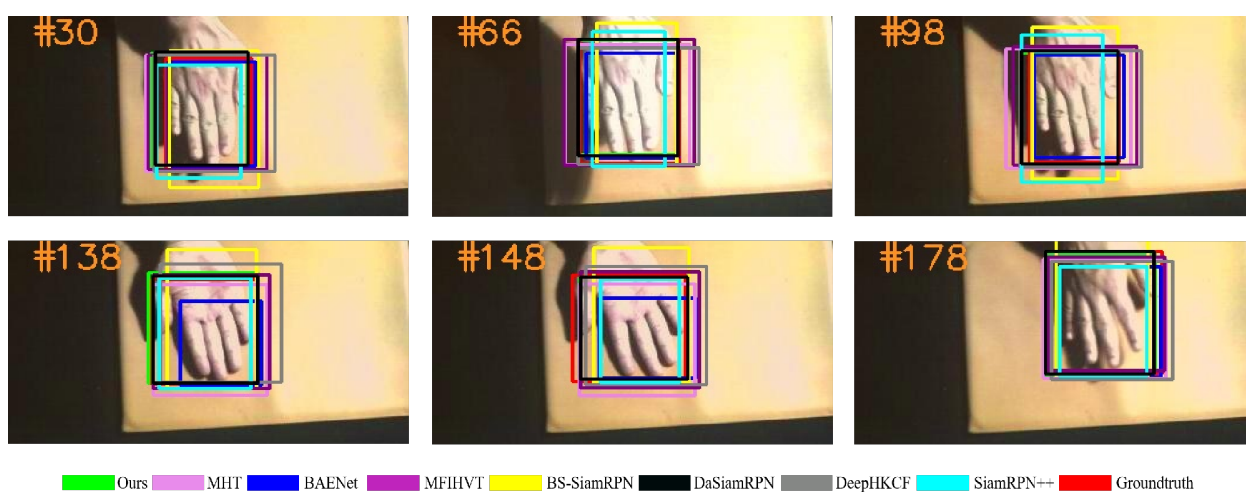 #30 #66 #98
#138 #148 #178
Ours MHT BAENet MFIHVT BS-SiamRPN DaSiamRPN DeepHKCF SiamRPN++ Groundtruth